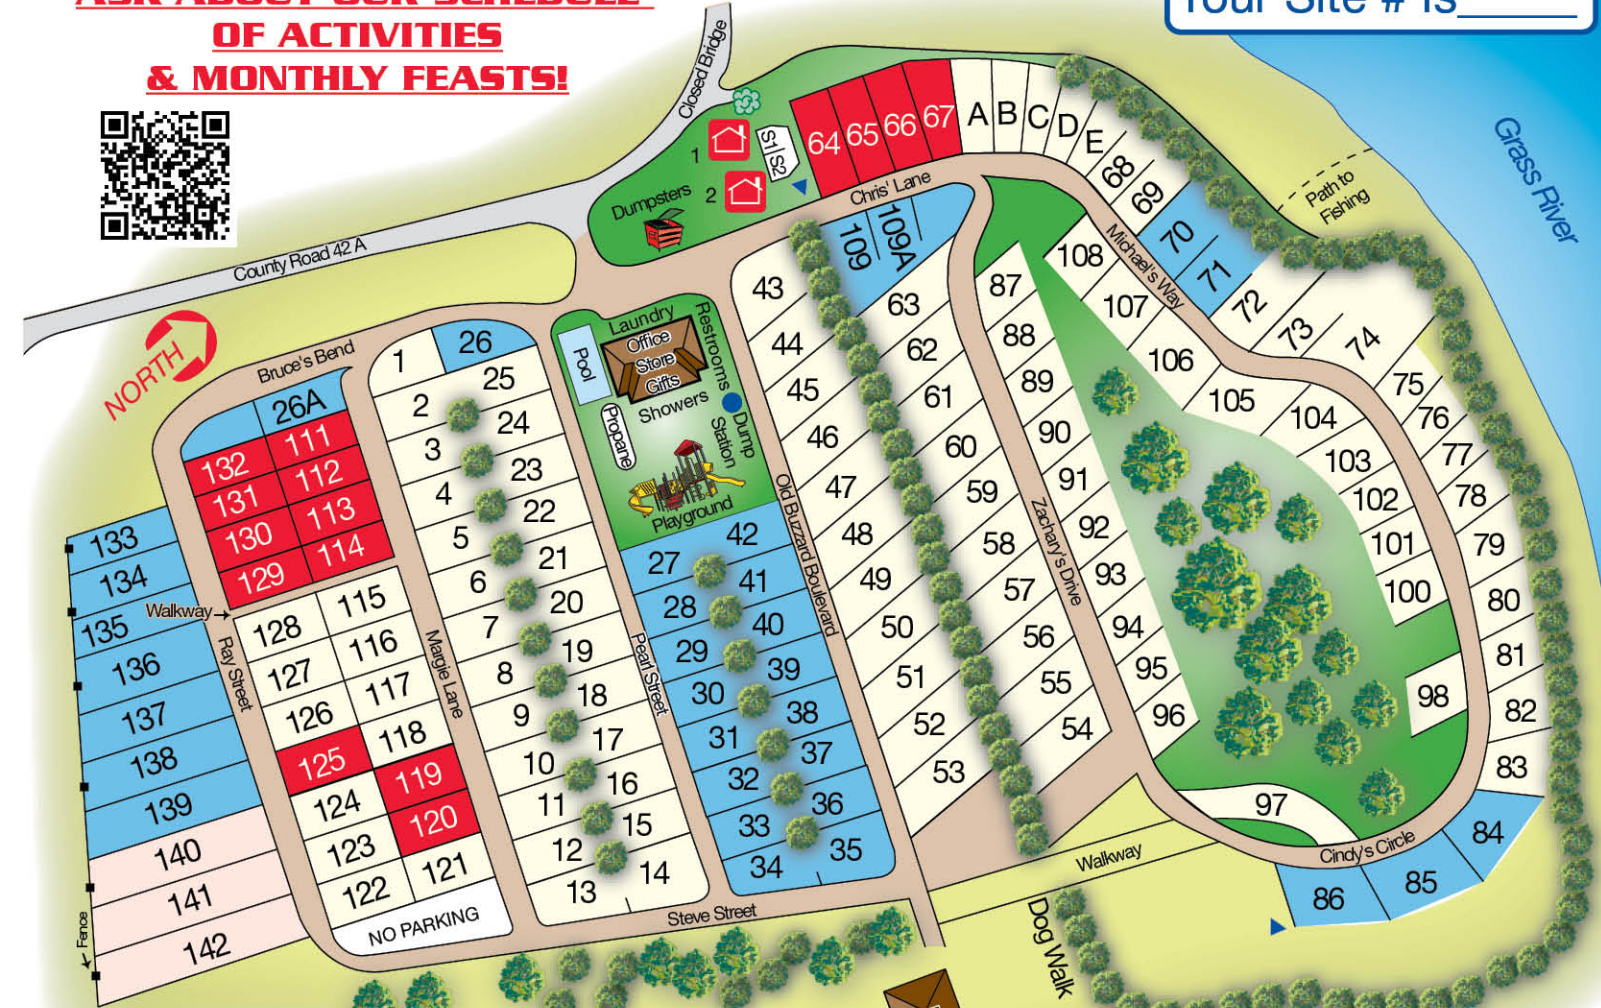 ASK ABOUT OUR SCHEDULE
OF ACTIVITIES
& MONTHLY FEASTS!
Your Site # is______
Closed Bridge
County Road 42 A
NORTH
Grass River
Path to
Fishing
Dumpsters
1
2
S1 S2
64 65 66 67 A B C D E 68 69 70 71 72 73 74 75 76 77 78 79 80 81 82 83 84 85 86
Chris' Lane
Michael's Way
109 109A
108 107 106 105 104 103 102 101 100 98 97
Cindy's Circle
87 88 89 90 91 92 93 94 95 96
Zachary's Drive
63 62 61 60 59 58 57 56 55 54
43 44 45 46 47 48 49 50 51 52 53
Old Buzzard Boulevard
Laundry
Office
Store
Gifts
Restrooms
Showers
Pool
Propane
Dump
Station
Playground
42 41 40 39 38 37 36 35
27 28 29 30 31 32 33 34
Pearl Street
26 25 24 23 22 21 20 19 18 17 16 15 14
1 2 3 4 5 6 7 8 9 10 11 12 13
Bruce's Bend
Margie Lane
26A
111 112 113 114 115 116 117 118 119 120 121
132 131 130 129 128 127 126 125 124 123 122
NO PARKING
Walkway
Ray Street
133 134 135 136 137 138 139 140 141 142
Fence
Steve Street
Walkway
Dog Walk